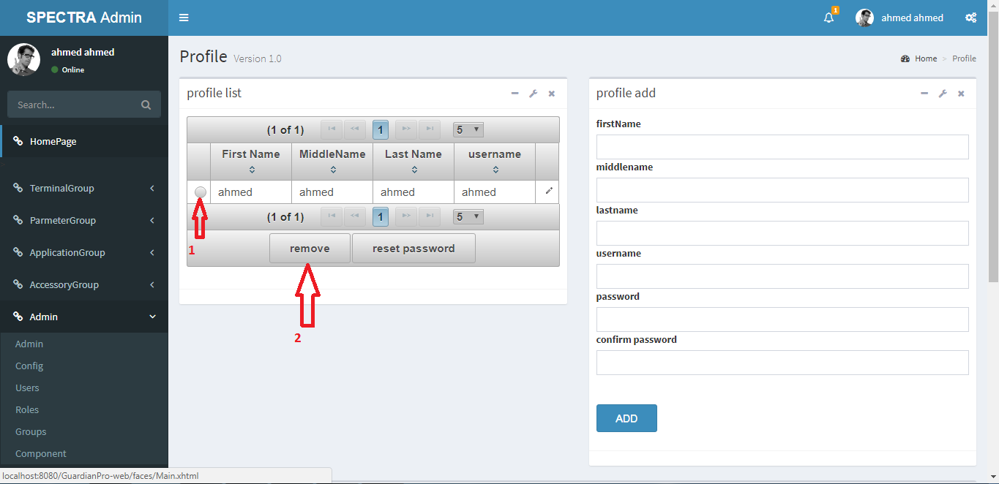 SPECTRA Admin
1
ahmed ahmed
ahmed ahmed
Online
Search...
HomePage
TerminalGroup
ParmeterGroup
ApplicationGroup
AccessoryGroup
Admin
Admin
Config
Users
Roles
Groups
Component
Profile Version 1.0
Home > Profile
profile list
(1 of 1) 1 5
First Name MiddleName Last Name username
ahmed ahmed ahmed ahmed
(1 of 1) 1 5
remove reset password
1
2
profile add
firstName
middlename
lastname
username
password
confirm password
ADD
localhost:8080/GuardianPro-web/faces/Main.xhtml